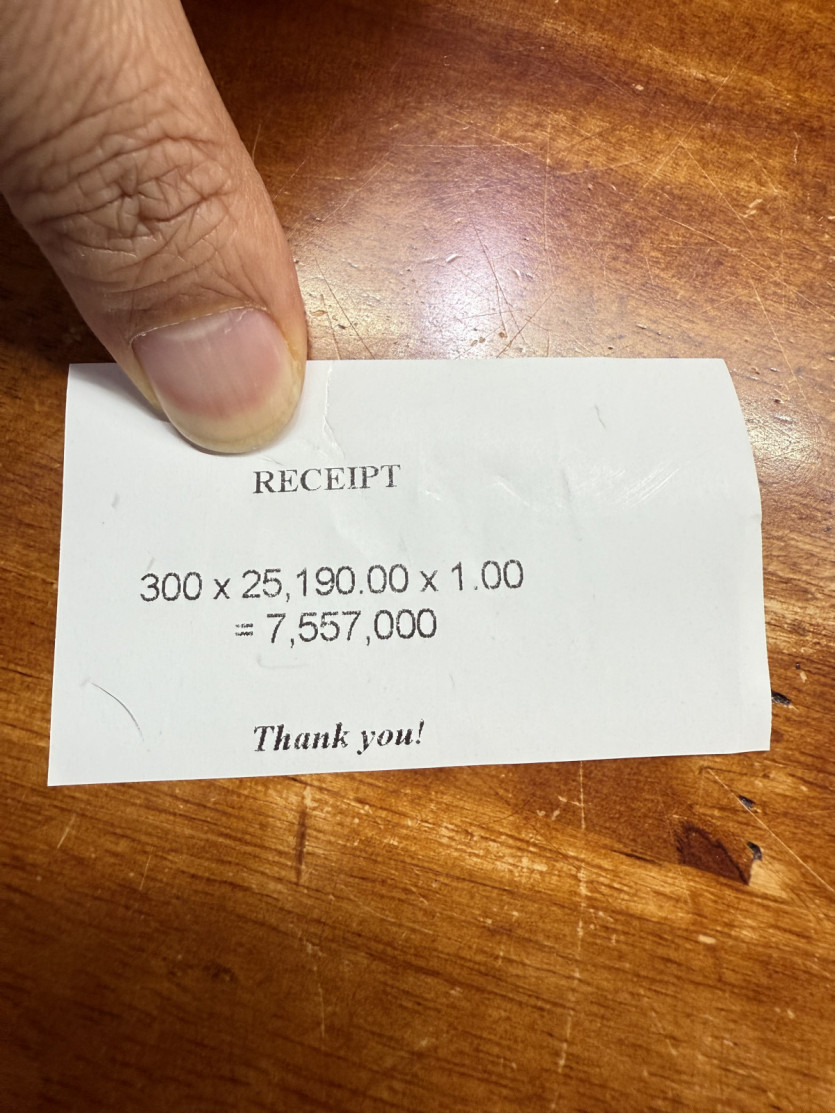 RECEIPT
300 x 25,190.00 x 1.00
= 7,557,000
Thank you!